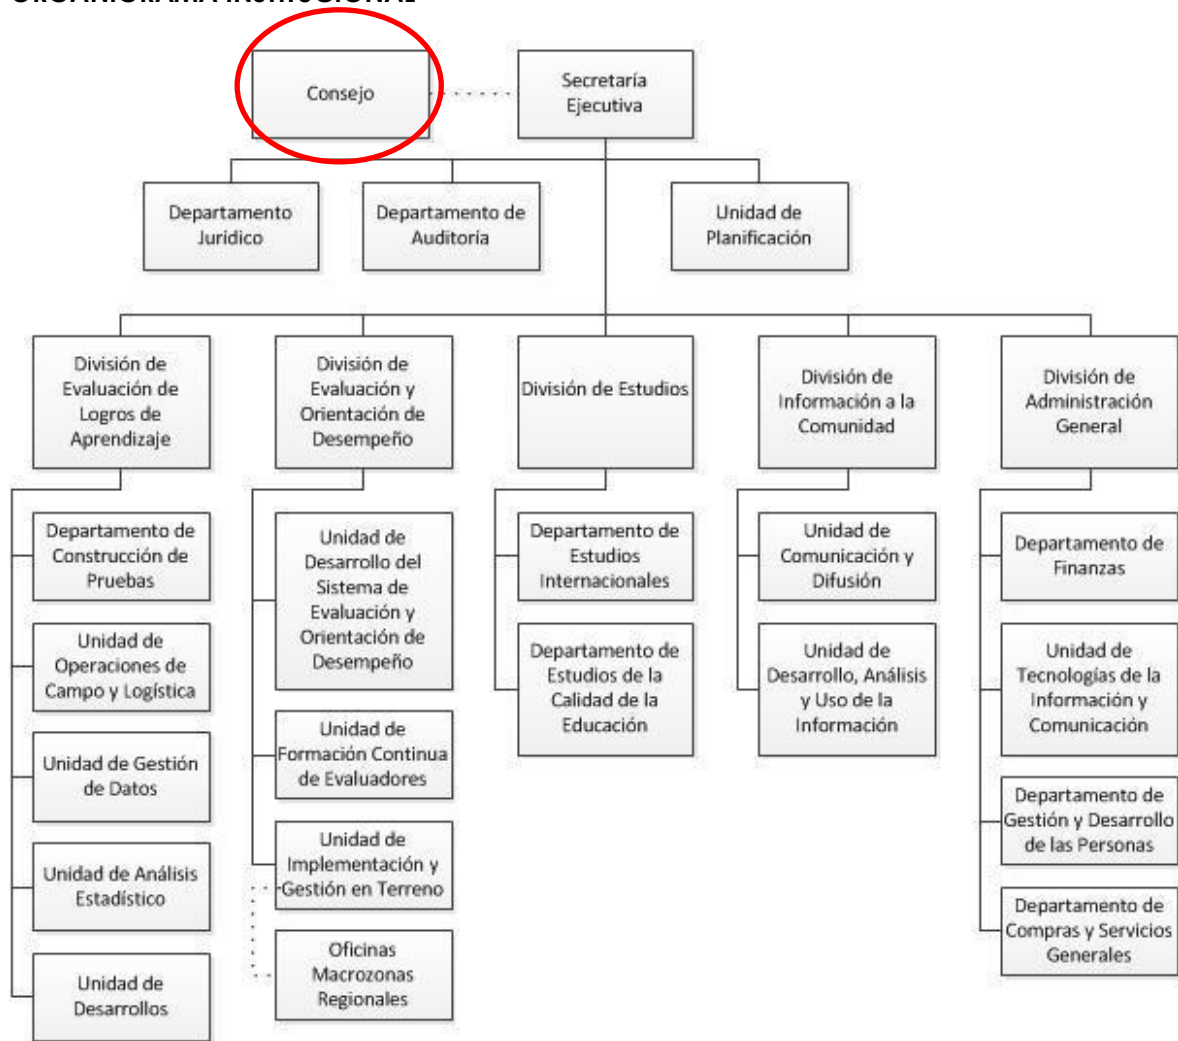 ORGANIGRAMA INSTITUCIONAL
Consejo
Secretaría
Ejecutiva
Departamento
Jurídico
Departamento de
Auditoría
Unidad de
Planificación
División de
Evaluación de
Logros de
Aprendizaje
División de
Evaluación y
Orientación de
Desempeño
División de Estudios
División de
Información a la
Comunidad
División de
Administración
General
Departamento de
Construcción de
Pruebas
Unidad de
Operaciones de
Campo y Logística
Unidad de Gestión
de Datos
Unidad de Análisis
Estadístico
Unidad de
Desarrollos
Unidad de
Desarrollo del
Sistema de
Evaluación y
Orientación de
Desempeño
Unidad de
Formación Continua
de Evaluadores
Unidad de
Implementación y
Gestión en Terreno
Oficinas
Macrozonas
Regionales
Departamento de
Estudios
Internacionales
Departamento de
Estudios de la
Calidad de la
Educación
Unidad de
Comunicación y
Difusión
Unidad de
Desarrollo, Análisis
y Uso de la
Información
Departamento de
Finanzas
Unidad de
Tecnologías de la
Información y
Comunicación
Departamento de
Gestión y Desarrollo
de las Personas
Departamento de
Compras y Servicios
Generales